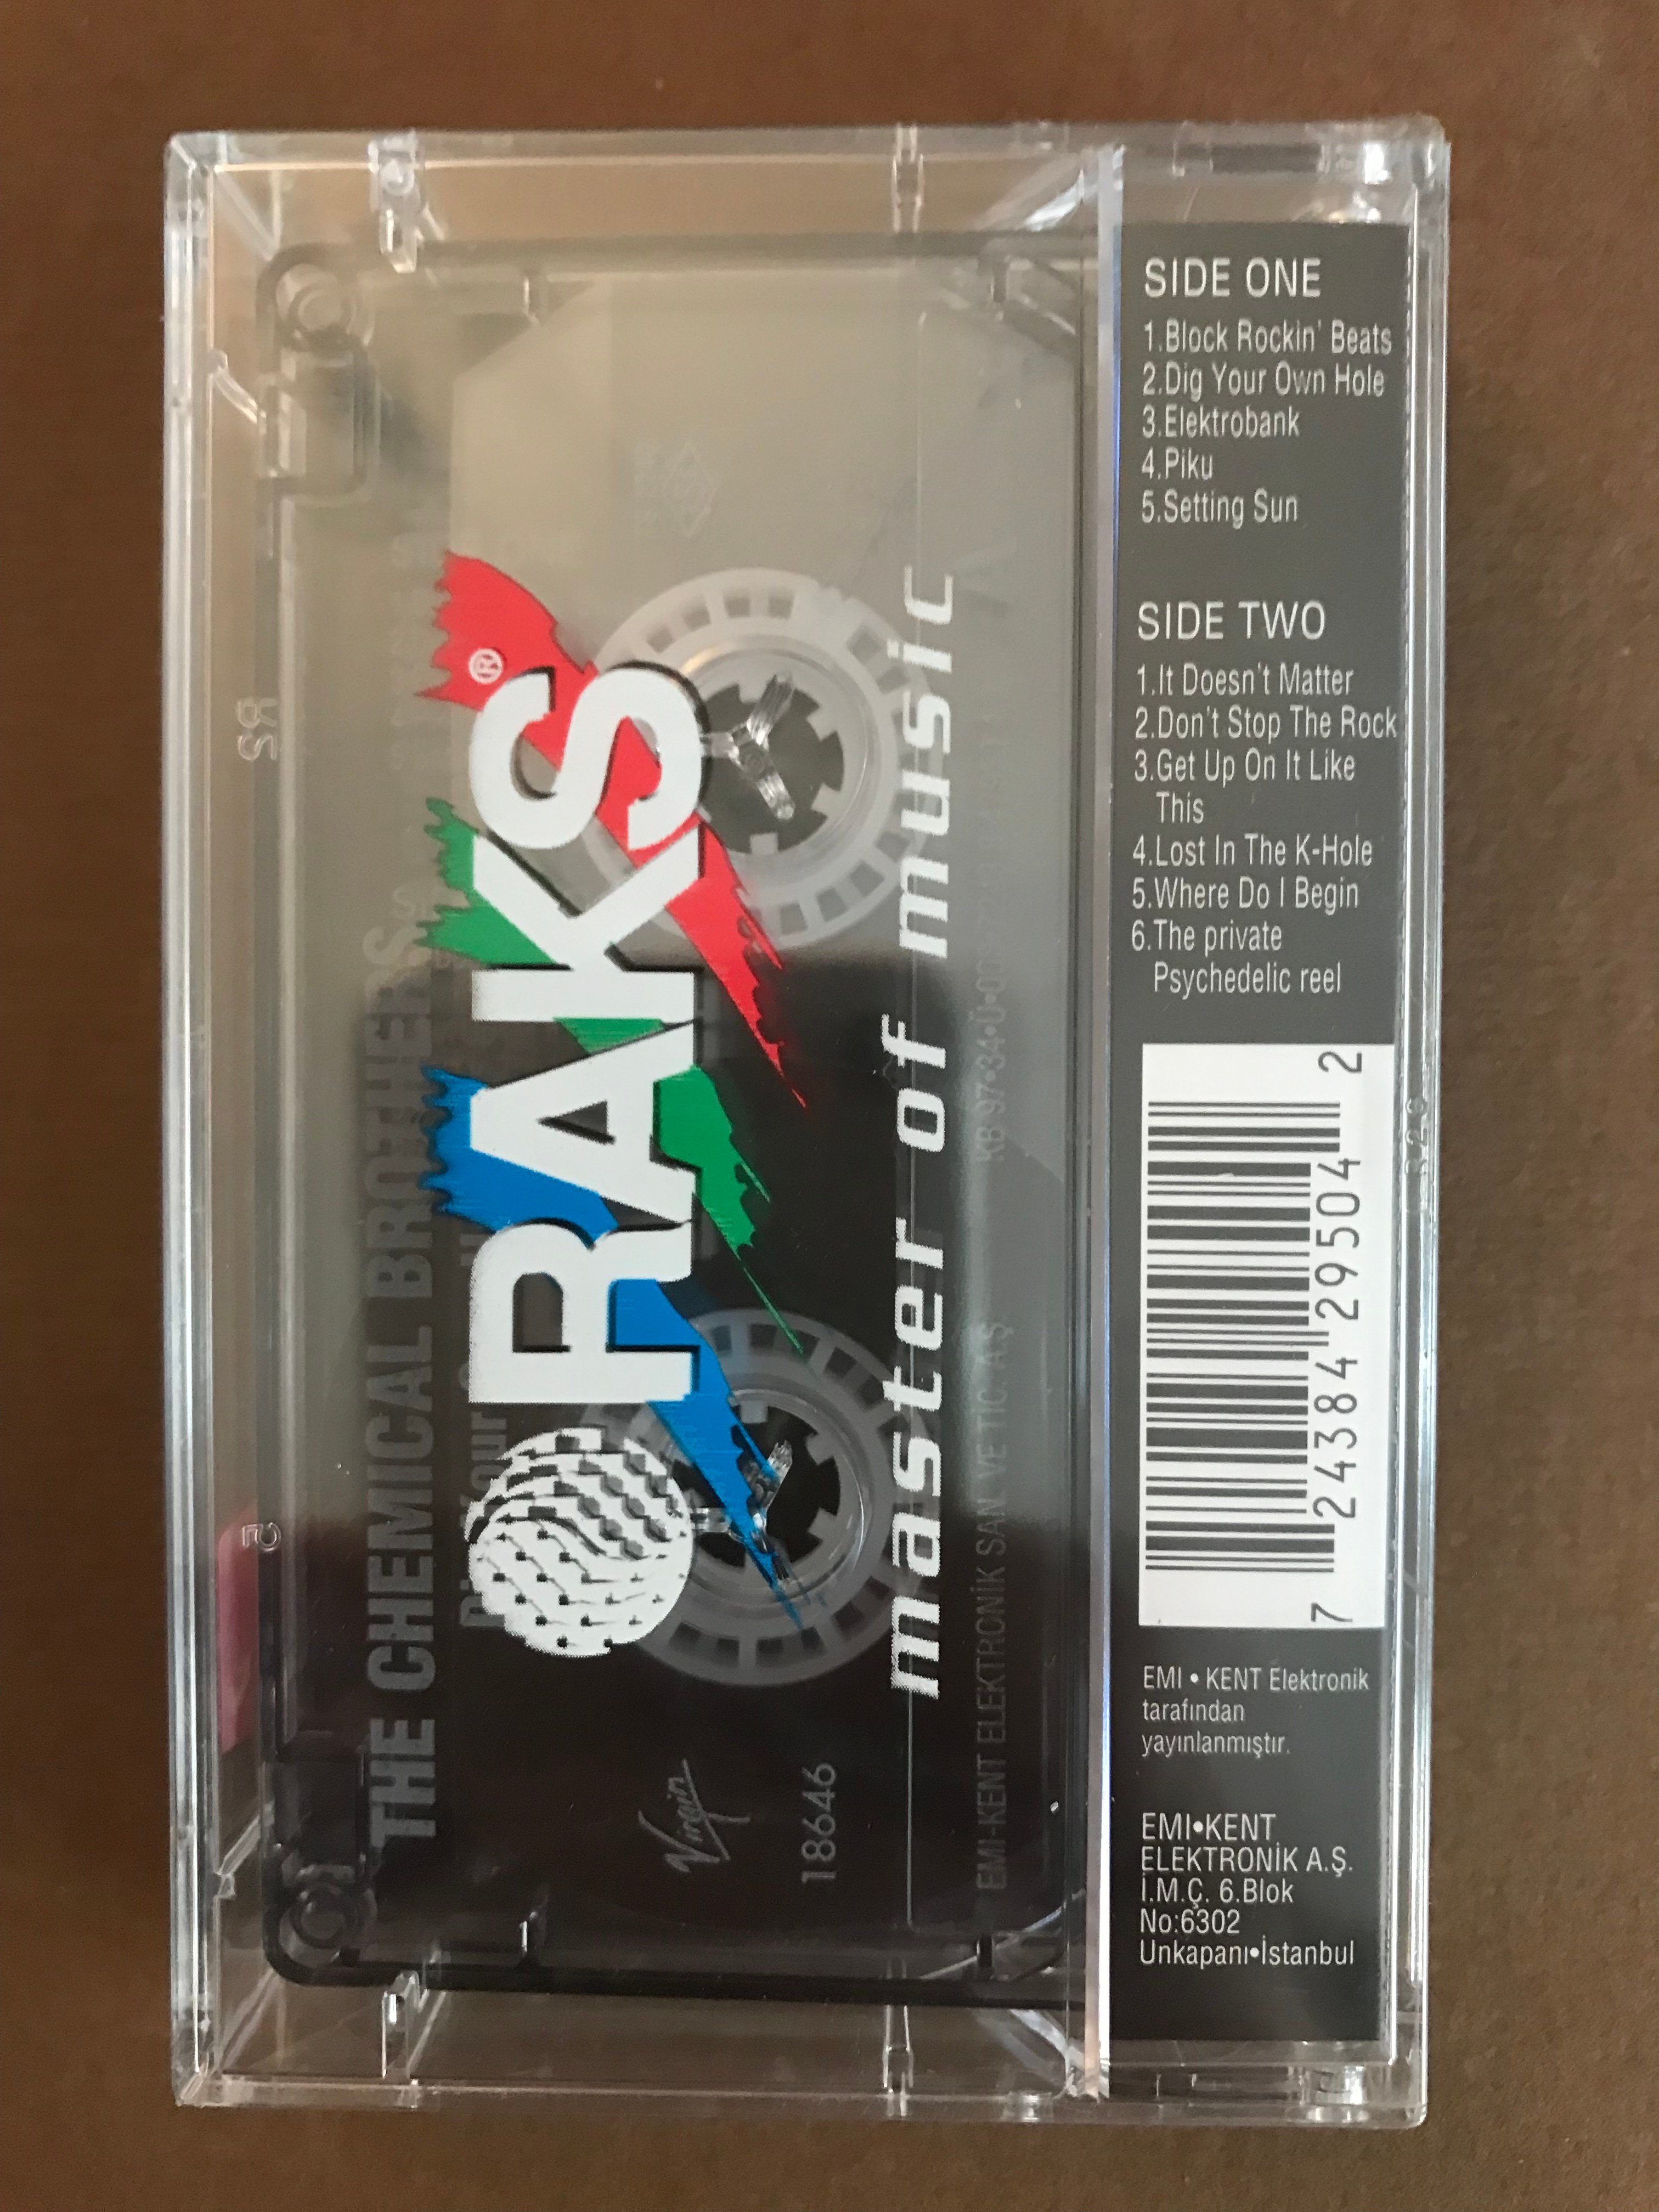 SIDE ONE
1.Block Rockin' Beats
2.Dig Your Own Hole
3.Elektrobank
4.Piku
5.Setting Sun
SIDE TWO
1.It Doesn't Matter
2.Don't Stop The Rock
3.Get Up On It Like
This
4.Lost In The K-Hole
5.Where Do I Begin
6.The private
Psychedelic reel
7 24384 29504 2
EMI • KENT Elektronik
tarafından
yayınlanmıştır.
EMI•KENT
ELEKTRONİK A.Ş.
İ.M.Ç. 6.Blok
No:6302
Unkapanı•İstanbul
RAKS®
master of music
THE CHEMICAL BROTHERS
Your
Virgin
18646
EMI-KENT ELEKTRONİK SAN. VE TİC. A.Ş.